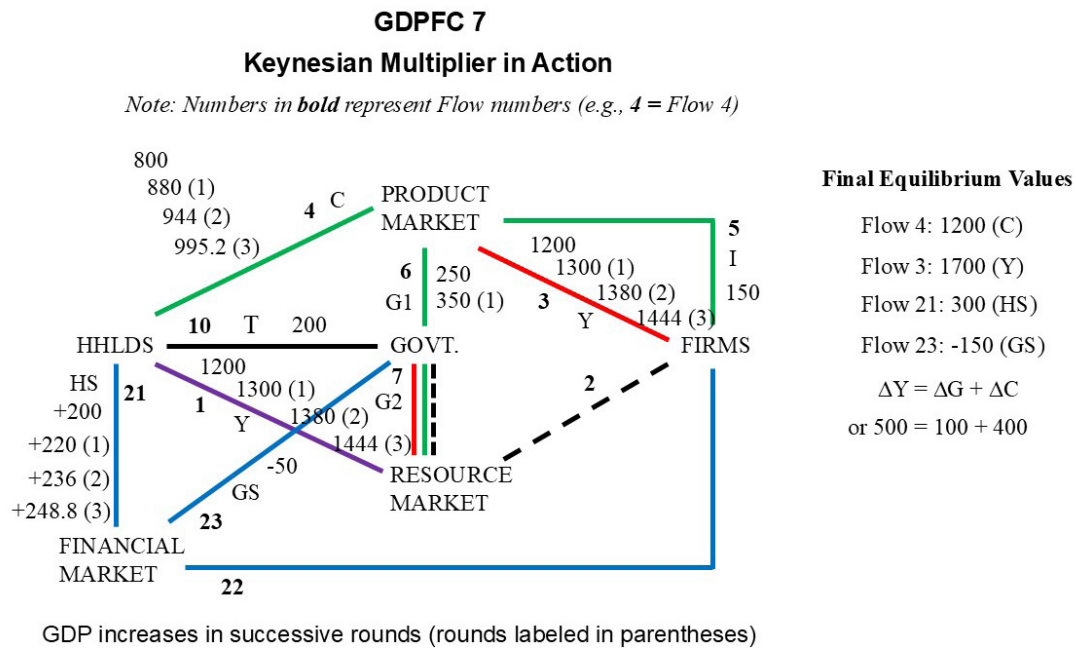 GDPFC 7
Keynesian Multiplier in Action
Note: Numbers in bold represent Flow numbers (e.g., 4 = Flow 4)
800
880 (1)
944 (2)
995.2 (3)
4
C
PRODUCT
MARKET
5
I
150
6
G1
250
350 (1)
1200
1300 (1)
1380 (2)
1444 (3)
3
Y
10
T
200
HHLDS
GOVT.
FIRMS
HS
+200
+220 (1)
+236 (2)
+248.8 (3)
21
1200
1300 (1)
1380 (2)
1444 (3)
1
Y
7
G2
2
-50
GS
23
RESOURCE
MARKET
FINANCIAL
MARKET
22
Final Equilibrium Values
Flow 4: 1200 (C)
Flow 3: 1700 (Y)
Flow 21: 300 (HS)
Flow 23: -150 (GS)
ΔY = ΔG + ΔC
or 500 = 100 + 400
GDP increases in successive rounds (rounds labeled in parentheses)